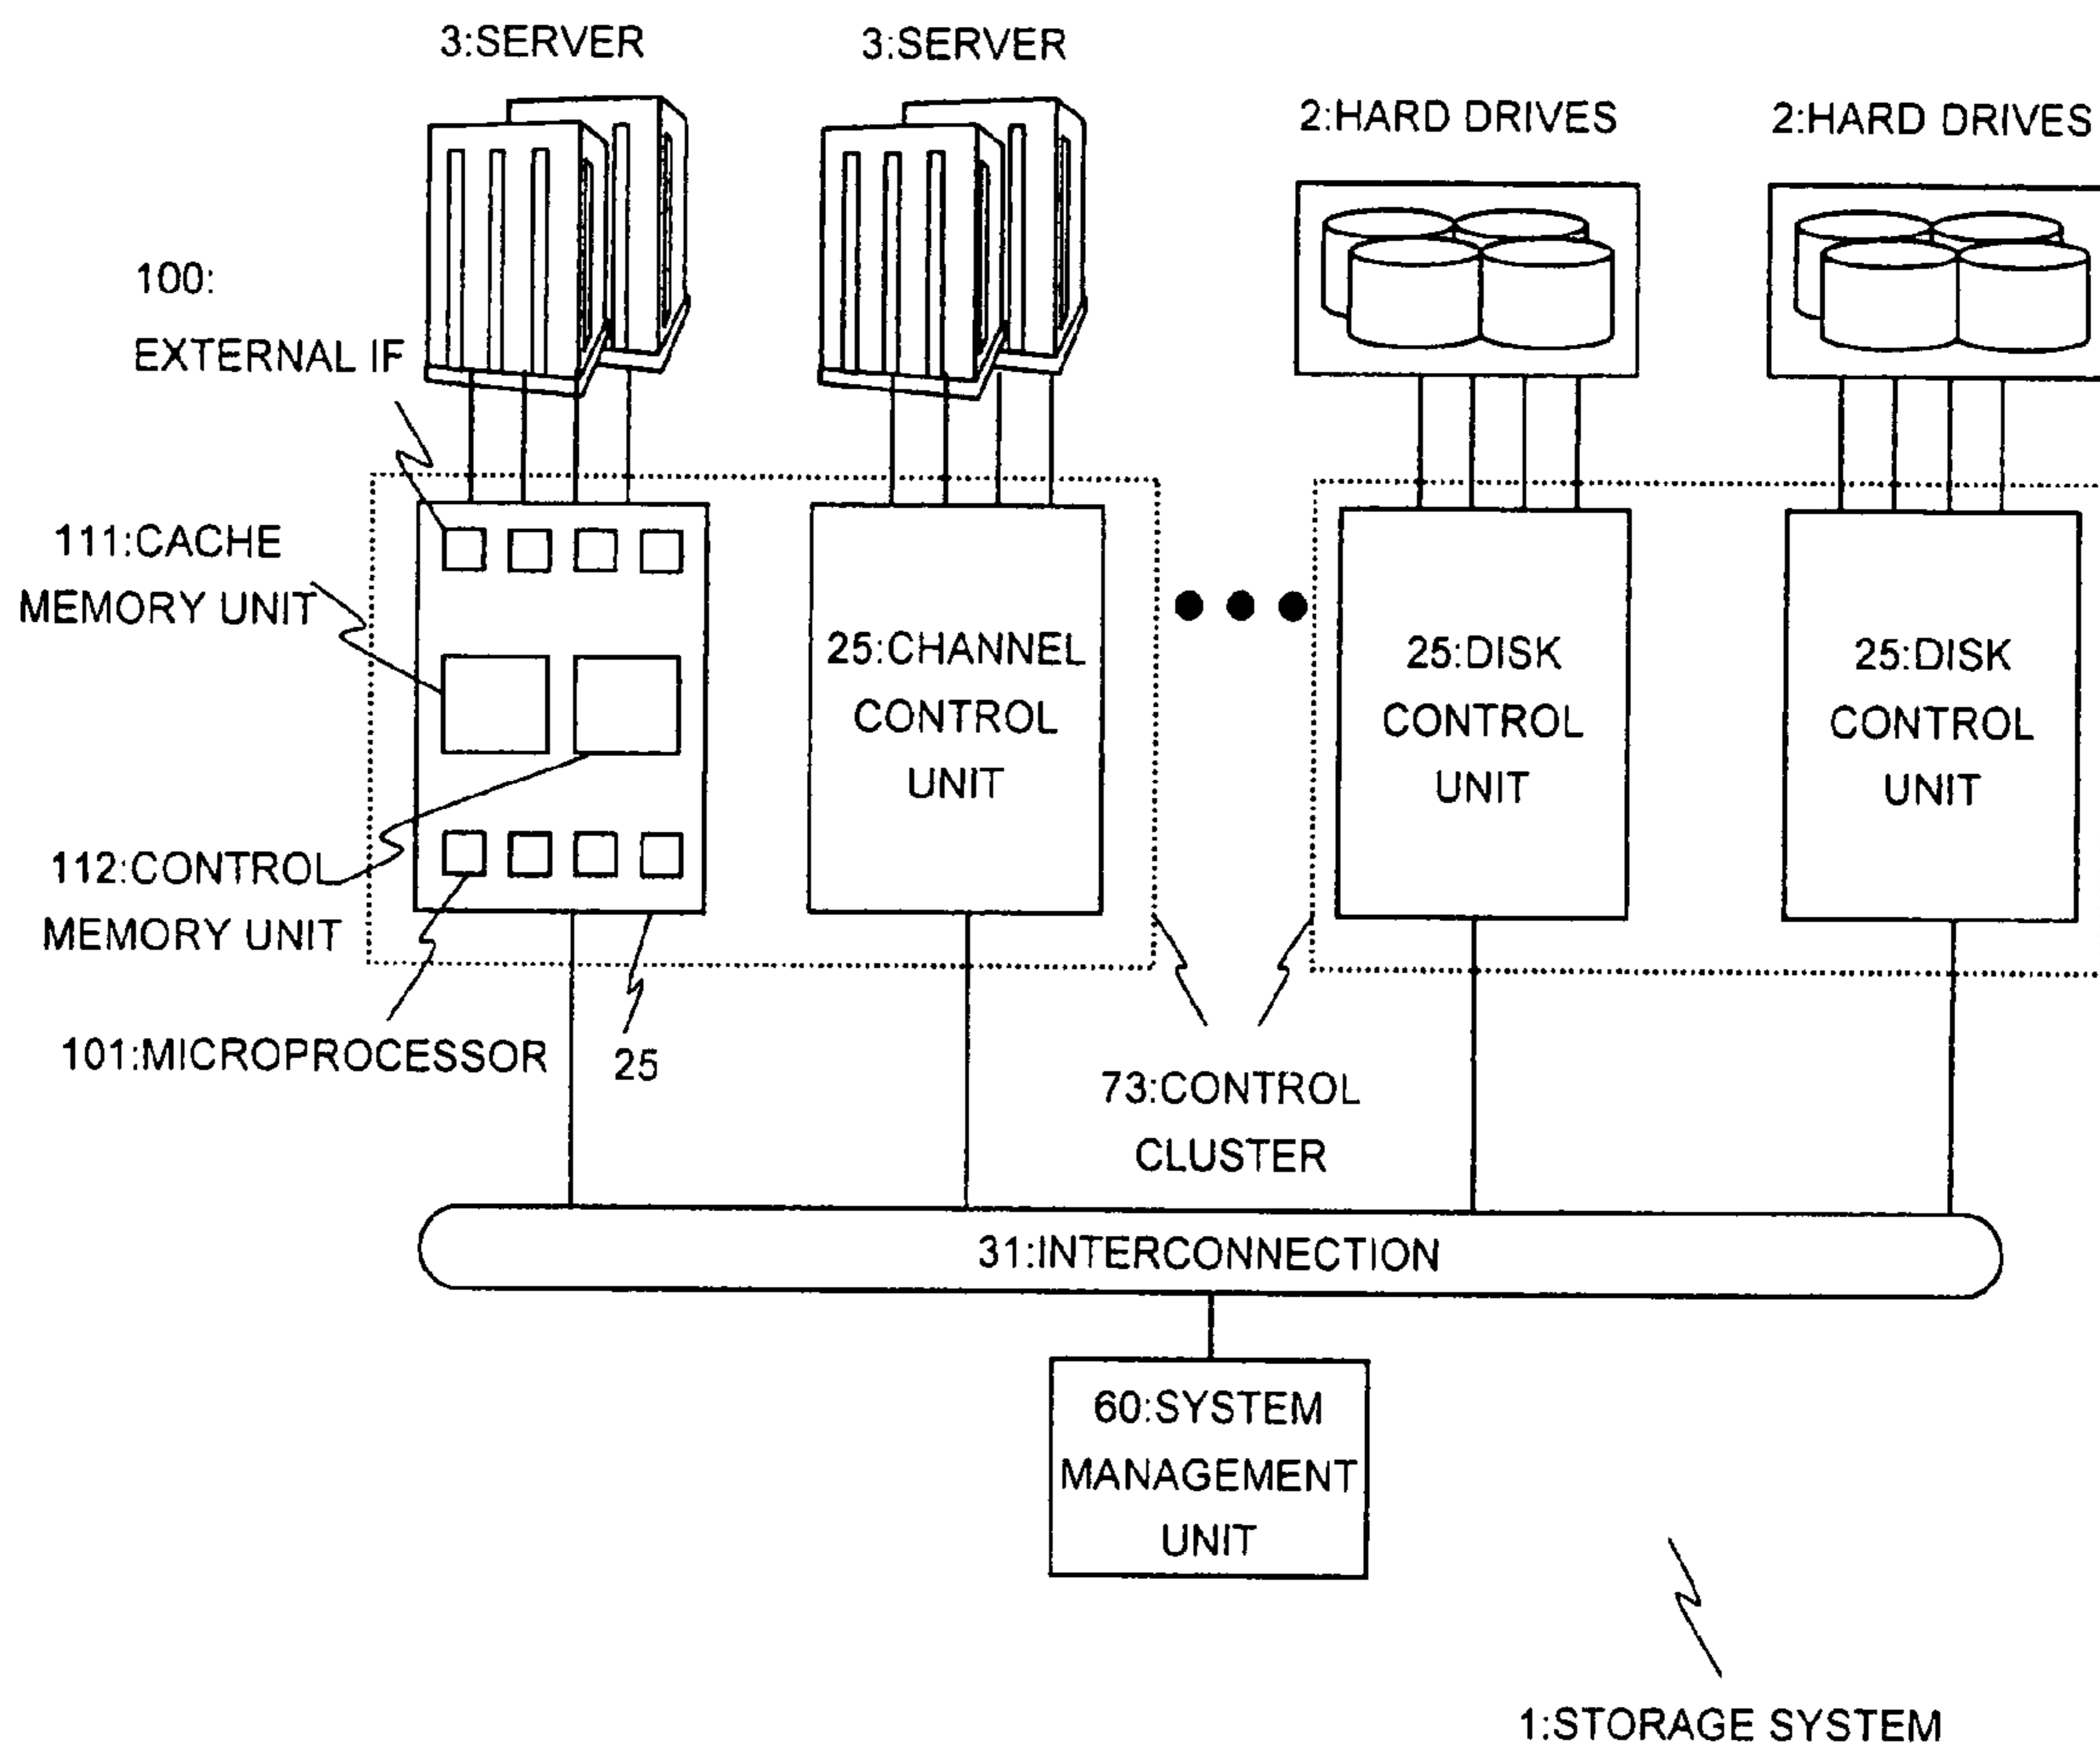 3:SERVER
3:SERVER
2:HARD DRIVES
2:HARD DRIVES
100:
EXTERNAL IF
111:CACHE
MEMORY UNIT
25:CHANNEL
CONTROL
UNIT
25:DISK
CONTROL
UNIT
25:DISK
CONTROL
UNIT
112:CONTROL
MEMORY UNIT
101:MICROPROCESSOR
25
73:CONTROL
CLUSTER
31:INTERCONNECTION
60:SYSTEM
MANAGEMENT
UNIT
1:STORAGE SYSTEM